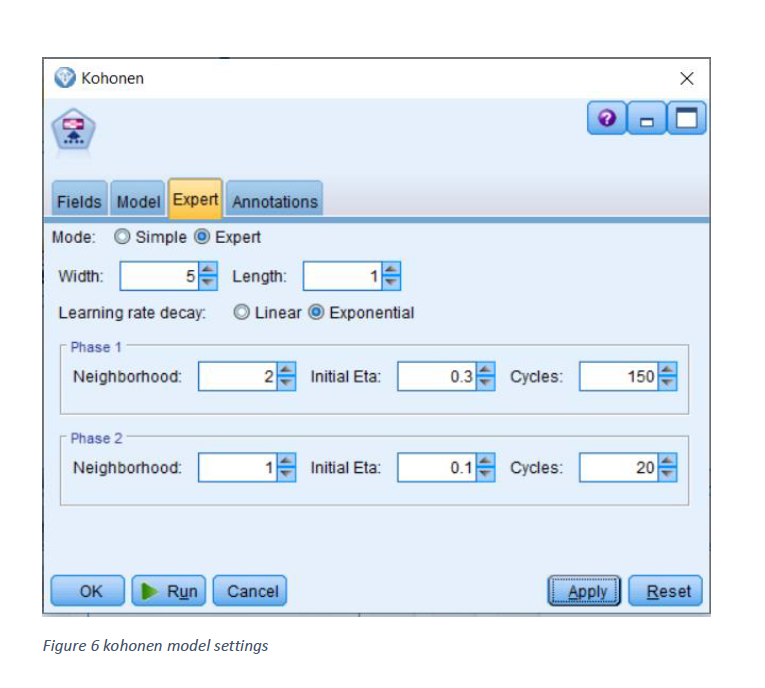 Kohonen
Fields Model Expert Annotations
Mode: Simple Expert
Width: 5 Length: 1
Learning rate decay: Linear Exponential
Phase 1
Neighborhood: 2 Initial Eta: 0.3 Cycles: 150
Phase 2
Neighborhood: 1 Initial Eta: 0.1 Cycles: 20
OK Run Cancel Apply Reset
Figure 6 kohonen model settings